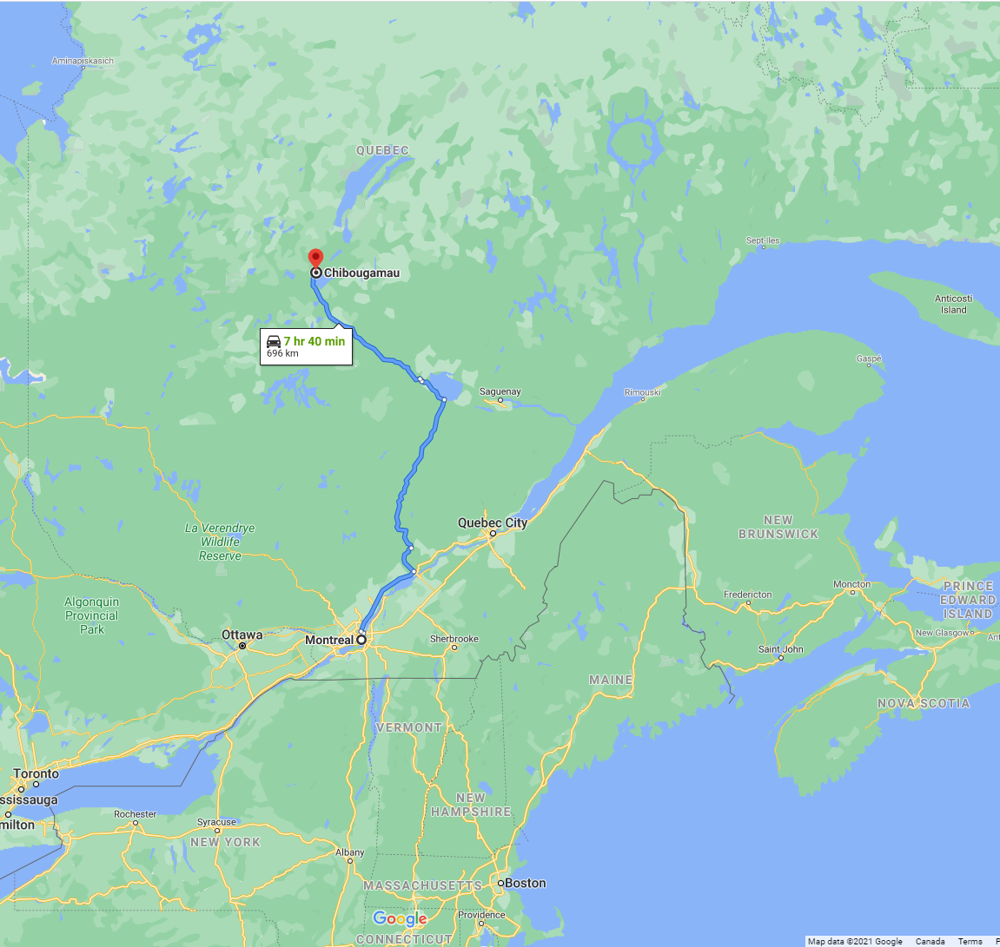 Aminapiskasich
QUEBEC
Sept-Iles
Chibougamau
Anticosti
Island
7 hr 40 min
696 km
Gaspé
Saguenay
Rimouski
La Verendrye
Wildlife
Reserve
Quebec City
NEW
BRUNSWICK
Algonquin
Provincial
Park
Moncton
PRINCE
EDWARD
ISLAND
Fredericton
Ottawa
Montreal
Sherbrooke
New Glasgow
Ant
Saint John
MAINE
NOVA SCOTIA
VERMONT
Toronto
ssissauga
milton
NEW
HAMPSHIRE
Rochester
Syracuse
NEW YORK
Albany
MASSACHUSETTS
Boston
Google
Providence
CONNECTICUT
Map data ©2021 Google Canada Terms P